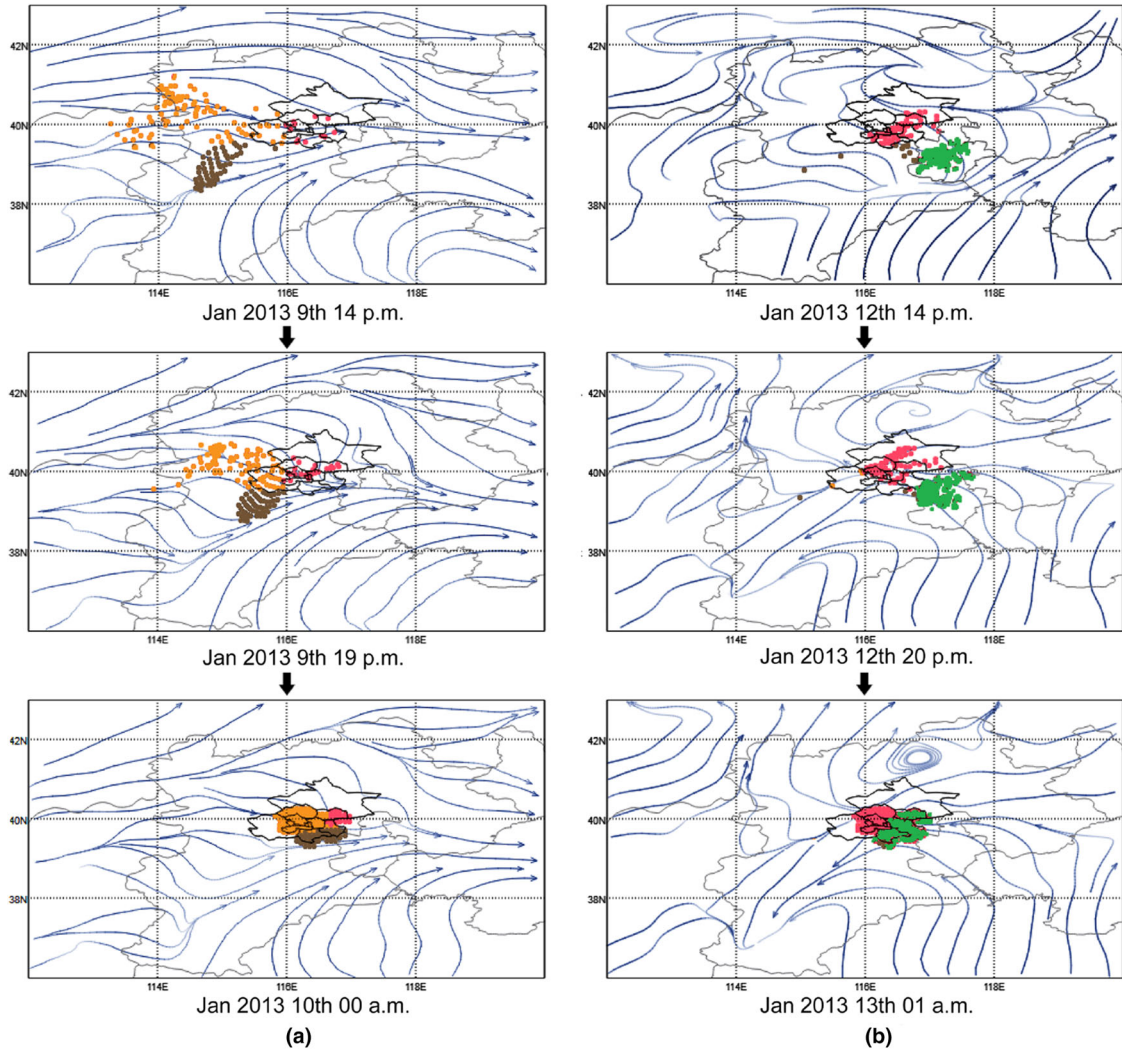 42N
40N
38N
114E 116E 118E
Jan 2013 9th 14 p.m.
42N
40N
38N
114E 116E 118E
Jan 2013 9th 19 p.m.
42N
40N
38N
114E 116E 118E
Jan 2013 10th 00 a.m.
(a)
42N
40N
38N
114E 116E 118E
Jan 2013 12th 14 p.m.
42N
40N
38N
114E 116E 118E
Jan 2013 12th 20 p.m.
42N
40N
38N
114E 116E 118E
Jan 2013 13th 01 a.m.
(b)